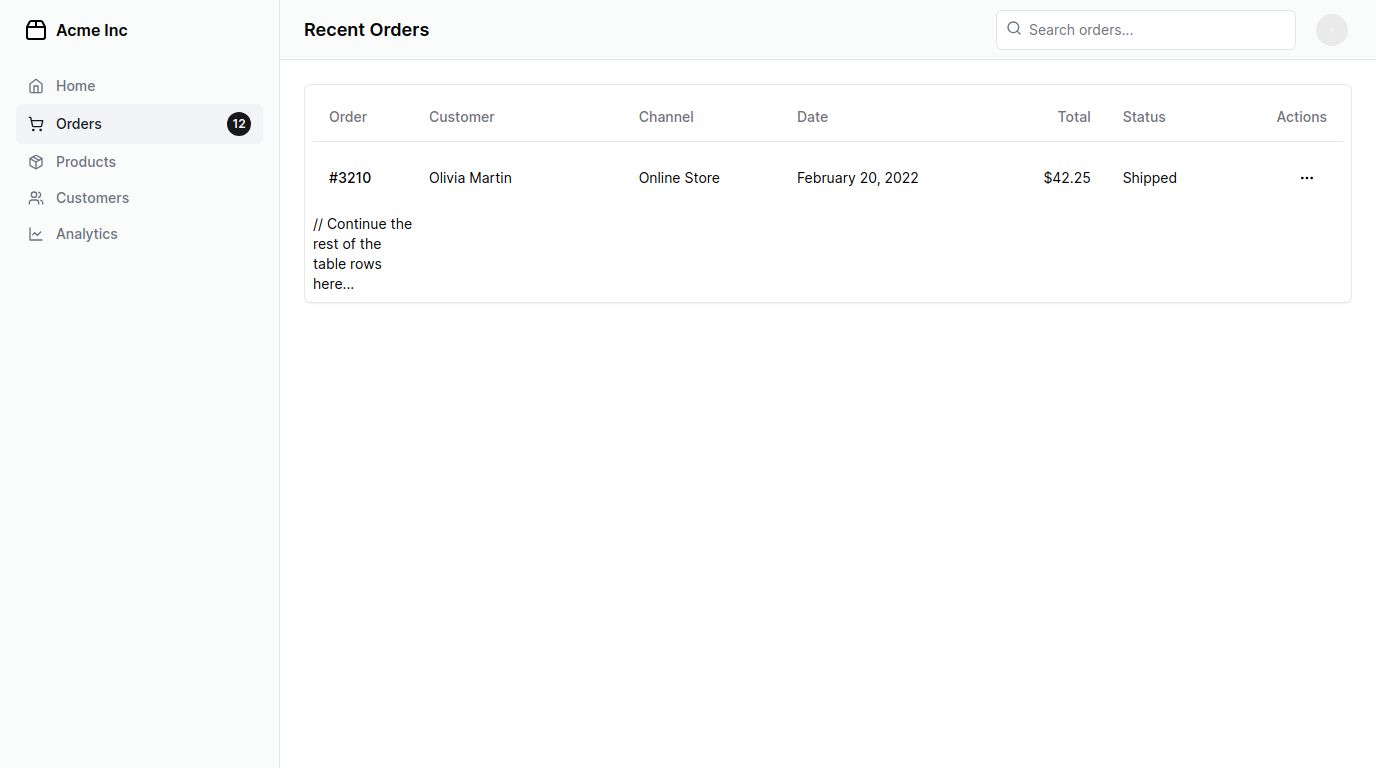 Acme Inc
Recent Orders
Search orders...
Home
Orders 12
Products
Customers
Analytics
Order Customer Channel Date Total Status Actions
#3210 Olivia Martin Online Store February 20, 2022 $42.25 Shipped
// Continue the
rest of the
table rows
here...